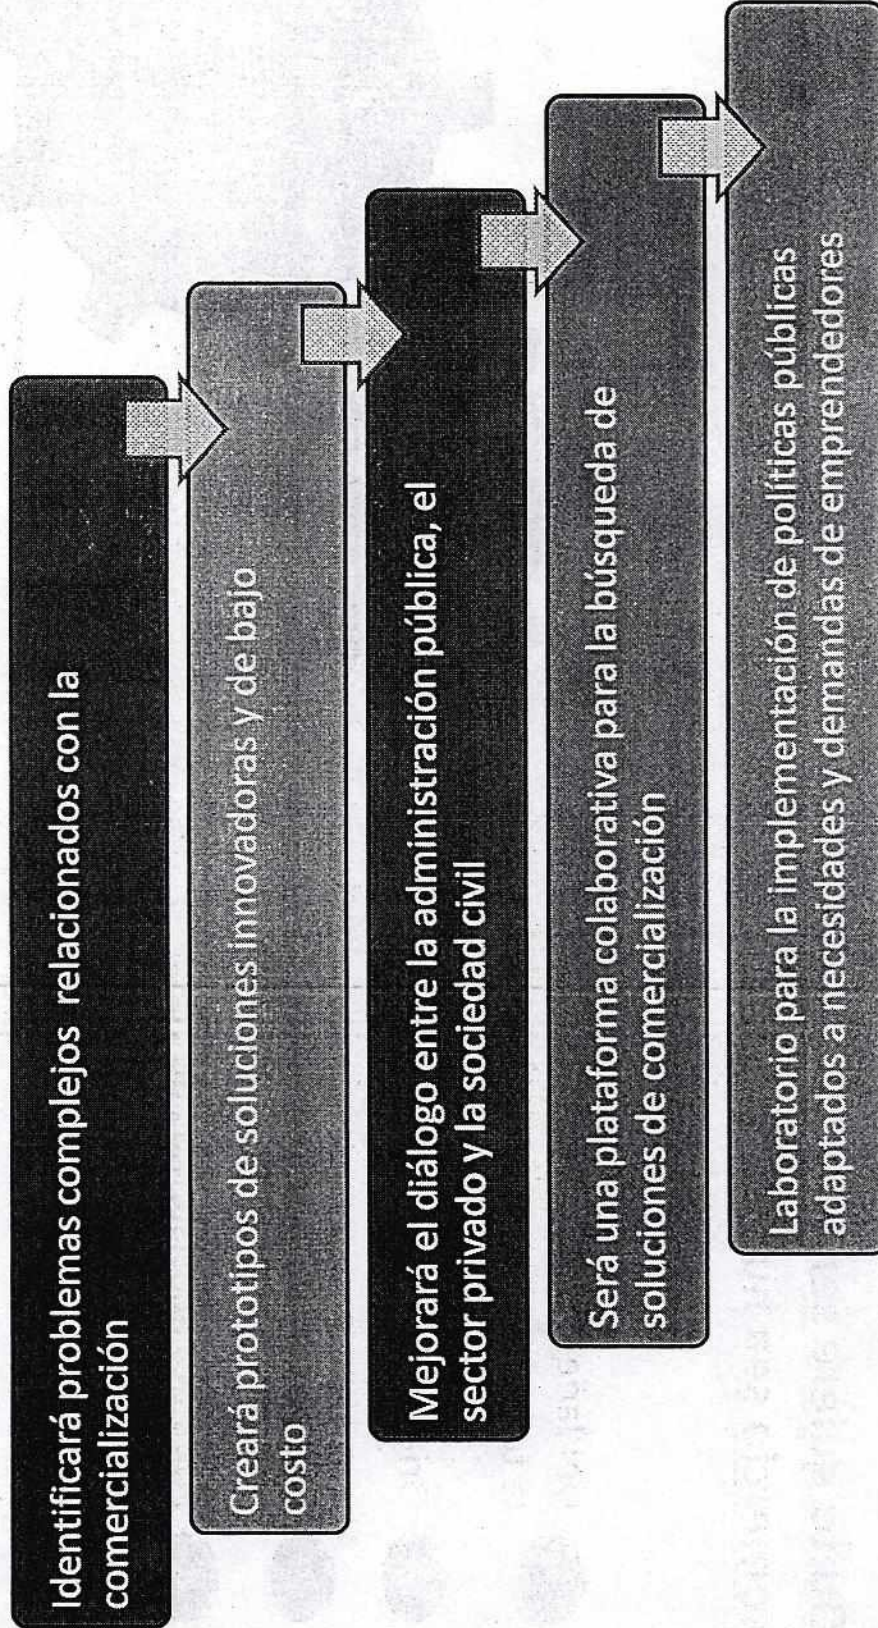 Identificará problemas complejos relacionados con la
comercialización
Creará prototipos de soluciones innovadoras y de bajo
costo
Mejorará el diálogo entre la administración pública, el
sector privado y la sociedad civil
Será una plataforma colaborativa para la búsqueda de
soluciones de comercialización
Laboratorio para la implementación de políticas públicas
adaptados a necesidades y demandas de emprendedores